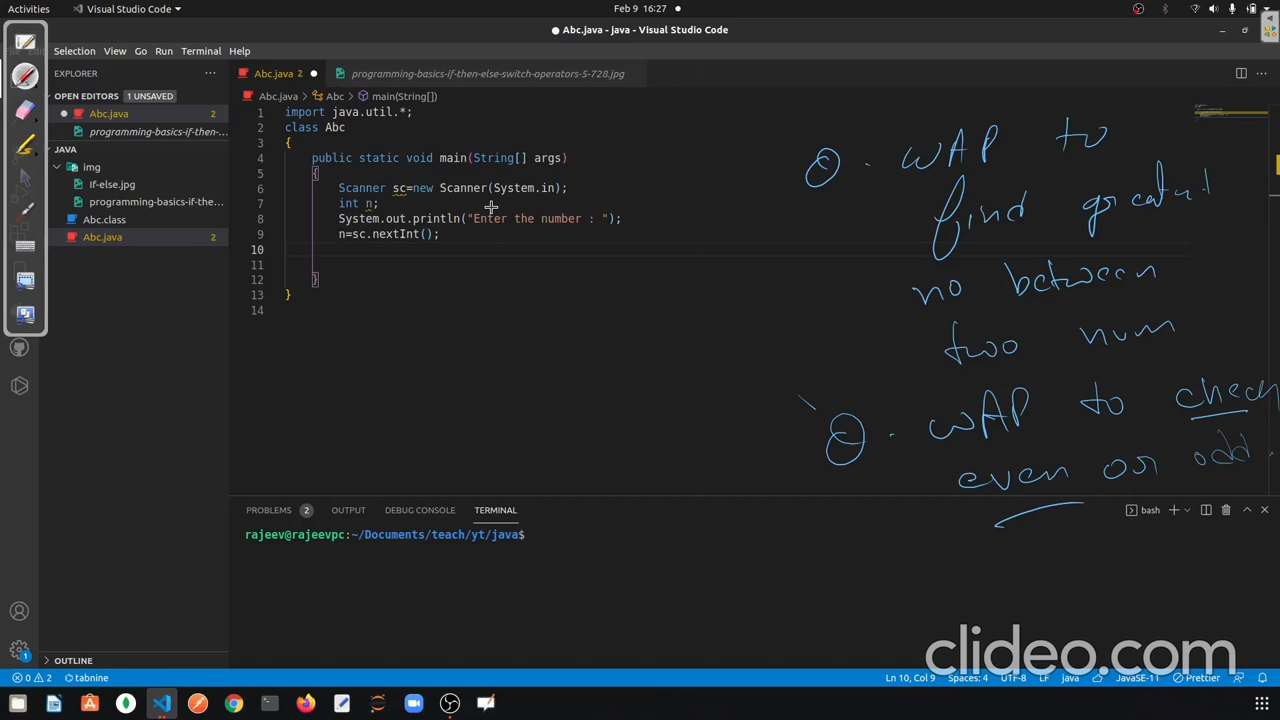 Activities
Visual Studio Code
Feb 9 16:27
Abc.java - java - Visual Studio Code
Selection View Go Run Terminal Help
EXPLORER
OPEN EDITORS 1 UNSAVED
Abc.java 2
programming-basics-if-then-...
JAVA
img
If-else.jpg
programming-basics-if-then-...
Abc.class
Abc.java 2
OUTLINE
Abc.java 2
programming-basics-if-then-else-switch-operators-5-728.jpg
Abc.java > Abc > main(String[])
1 import java.util.*;
2 class Abc
3 {
4 public static void main(String[] args)
5 {
6 Scanner sc=new Scanner(System.in);
7 int n;
8 System.out.println("Enter the number : ");
9 n=sc.nextInt();
10
11
12 }
13 }
14
Q. WAP to
find greatest
no between
two num
Q. WAP to check
even or odd
PROBLEMS 2 OUTPUT DEBUG CONSOLE TERMINAL
bash
rajeev@rajeevpc:~/Documents/teach/yt/java$
clideo.com
1
0 2 tabnine
Ln 10, Col 9 Spaces: 4 UTF-8 LF java JavaSE-11 Prettier